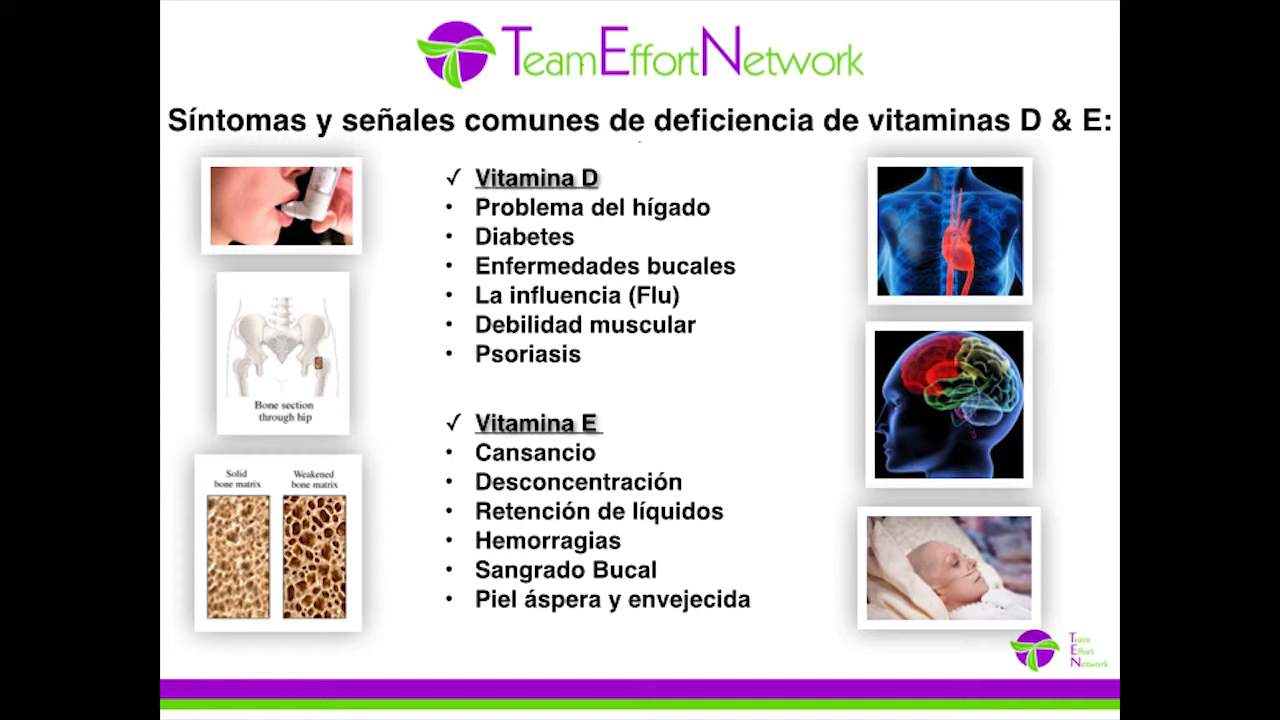 TeamEffortNetwork
Síntomas y señales comunes de deficiencia de vitaminas D & E:
✓ Vitamina D
• Problema del hígado
• Diabetes
• Enfermedades bucales
• La influencia (Flu)
• Debilidad muscular
• Psoriasis
✓ Vitamina E
• Cansancio
• Desconcentración
• Retención de líquidos
• Hemorragias
• Sangrado Bucal
• Piel áspera y envejecida
Bone section
through hip
Solid
bone matrix
Weakened
bone matrix
Team
Effort
Network